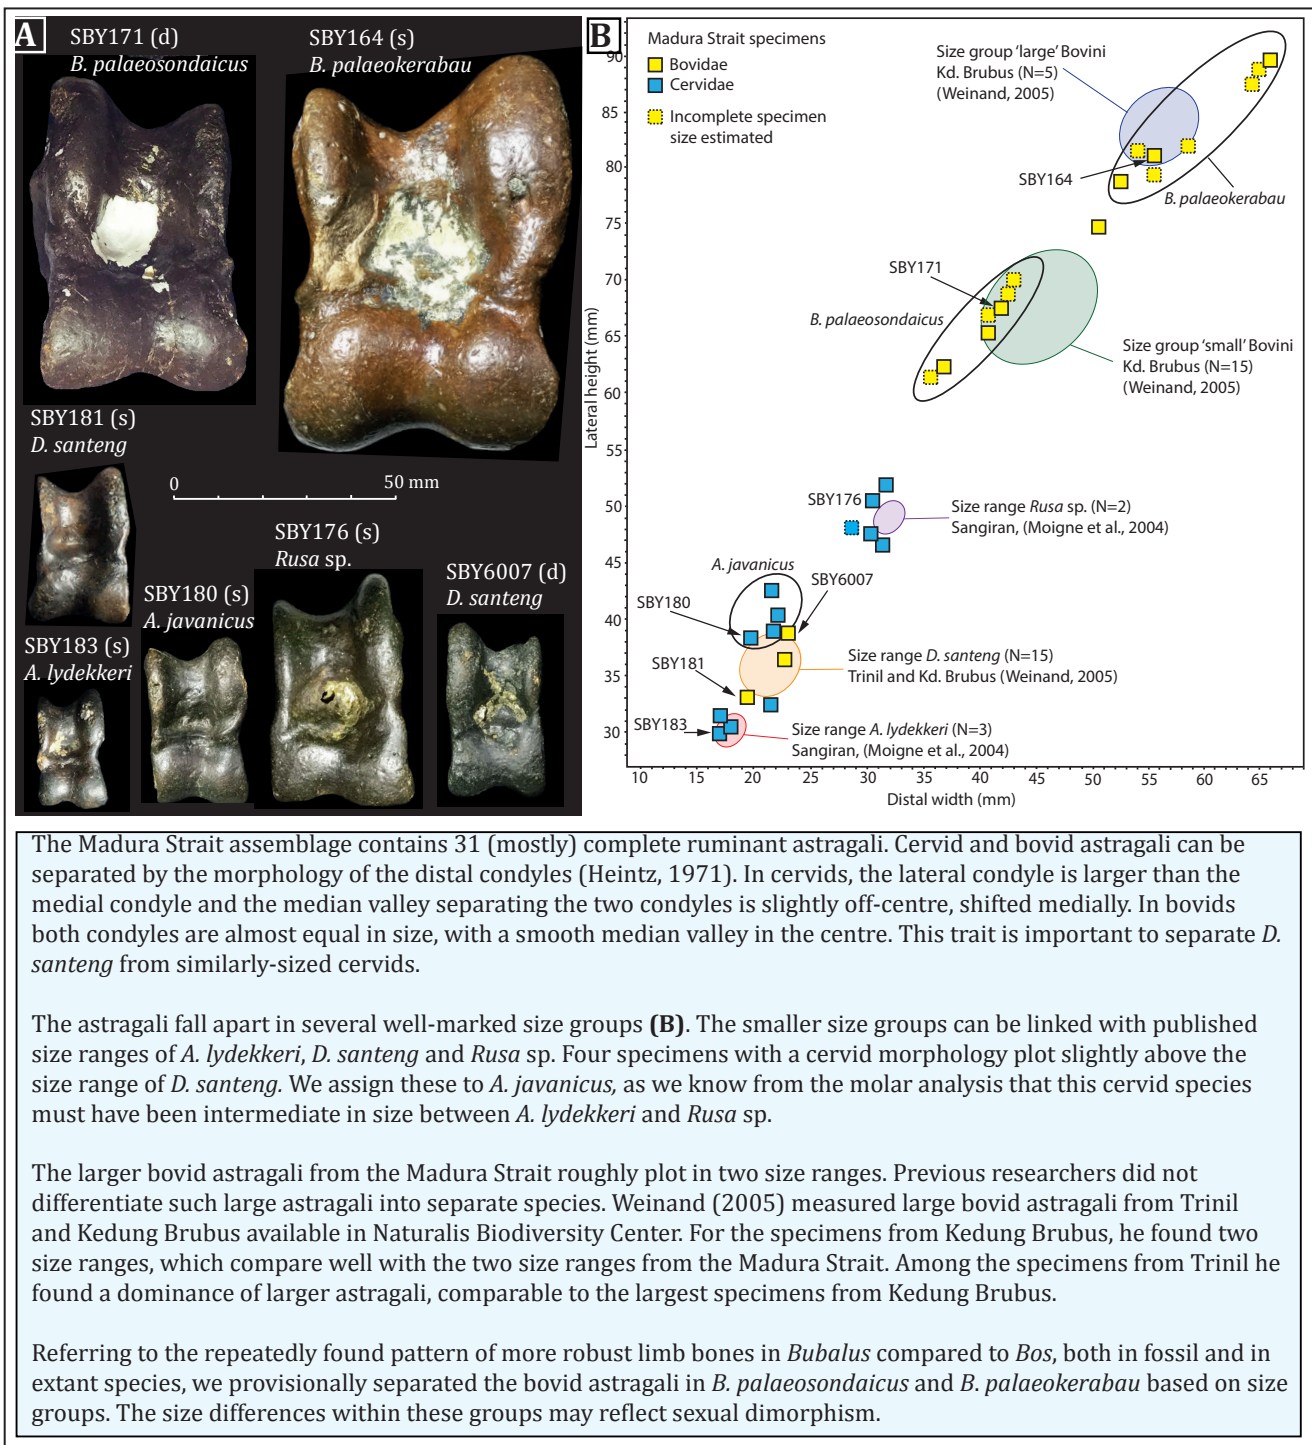 A
SBY171 (d)
B. palaeosondaicus
SBY164 (s)
B. palaeokerabau
SBY181 (s)
D. santeng
0
50 mm
SBY176 (s)
Rusa sp.
SBY6007 (d)
D. santeng
SBY180 (s)
A. javanicus
SBY183 (s)
A. lydekkeri
B
Madura Strait specimens
Bovidae
Cervidae
Incomplete specimen
size estimated
Size group ‘large’ Bovini
Kd. Brubus (N=5)
(Weinand, 2005)
SBY164
B. palaeokerabau
SBY171
B. palaeosondaicus
Size group ‘small’ Bovini
Kd. Brubus (N=15)
(Weinand, 2005)
SBY176
Size range Rusa sp. (N=2)
Sangiran, (Moigne et al., 2004)
A. javanicus
SBY6007
SBY180
SBY181
Size range D. santeng (N=15)
Trinil and Kd. Brubus (Weinand, 2005)
SBY183
Size range A. lydekkeri (N=3)
Sangiran, (Moigne et al., 2004)
90
85
80
75
70
65
60
55
50
45
40
35
30
Lateral height (mm)
10 15 20 25 30 35 40 45 50 55 60 65
Distal width (mm)
The Madura Strait assemblage contains 31 (mostly) complete ruminant astragali. Cervid and bovid astragali can be
separated by the morphology of the distal condyles (Heintz, 1971). In cervids, the lateral condyle is larger than the
medial condyle and the median valley separating the two condyles is slightly off-centre, shifted medially. In bovids
both condyles are almost equal in size, with a smooth median valley in the centre. This trait is important to separate D.
santeng from similarly-sized cervids.
The astragali fall apart in several well-marked size groups (B). The smaller size groups can be linked with published
size ranges of A. lydekkeri, D. santeng and Rusa sp. Four specimens with a cervid morphology plot slightly above the
size range of D. santeng. We assign these to A. javanicus, as we know from the molar analysis that this cervid species
must have been intermediate in size between A. lydekkeri and Rusa sp.
The larger bovid astragali from the Madura Strait roughly plot in two size ranges. Previous researchers did not
differentiate such large astragali into separate species. Weinand (2005) measured large bovid astragali from Trinil
and Kedung Brubus available in Naturalis Biodiversity Center. For the specimens from Kedung Brubus, he found two
size ranges, which compare well with the two size ranges from the Madura Strait. Among the specimens from Trinil he
found a dominance of larger astragali, comparable to the largest specimens from Kedung Brubus.
Referring to the repeatedly found pattern of more robust limb bones in Bubalus compared to Bos, both in fossil and in
extant species, we provisionally separated the bovid astragali in B. palaeosondaicus and B. palaeokerabau based on size
groups. The size differences within these groups may reflect sexual dimorphism.